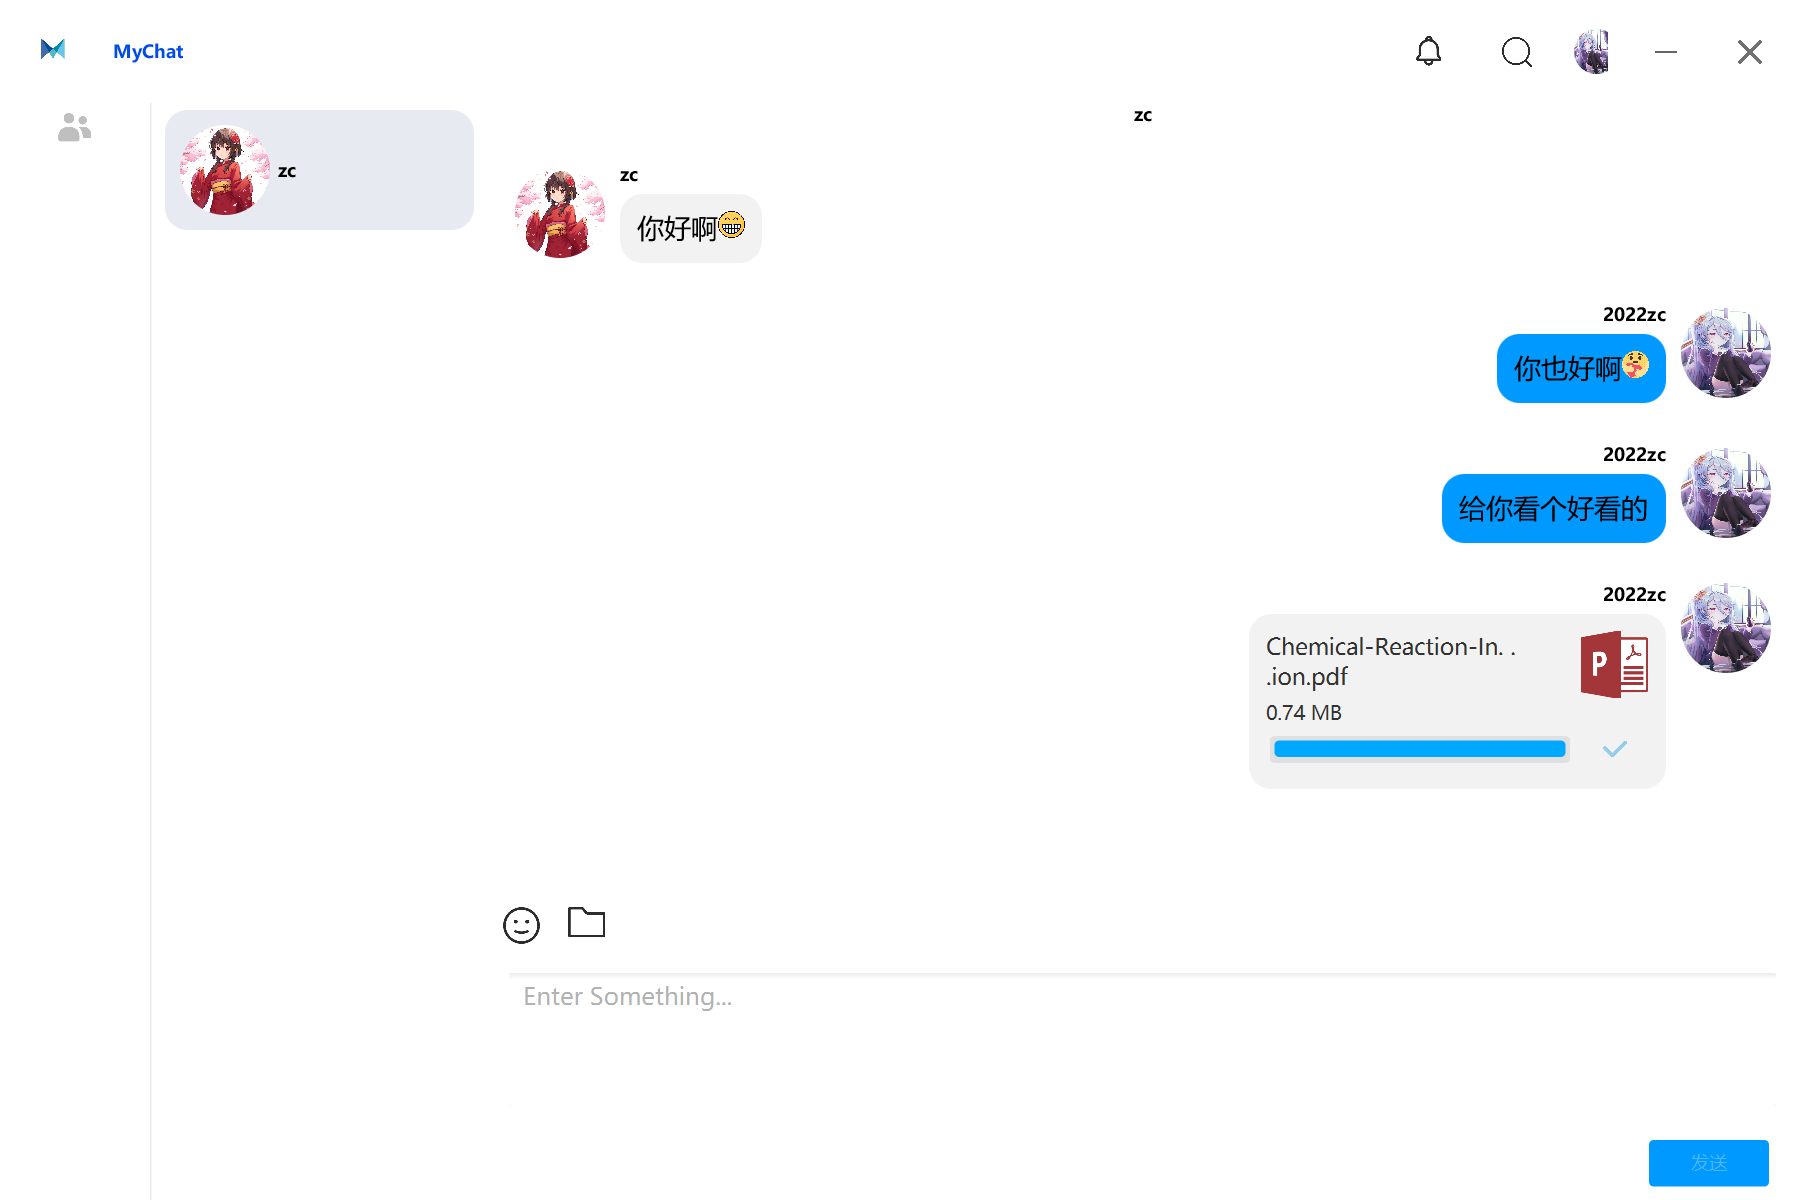 MyChat
zc
zc
zc
你好啊😁
2022zc
你也好啊🤔
2022zc
给你看个好看的
2022zc
Chemical-Reaction-In. .
.ion.pdf
P
0.74 MB
Enter Something...
发送